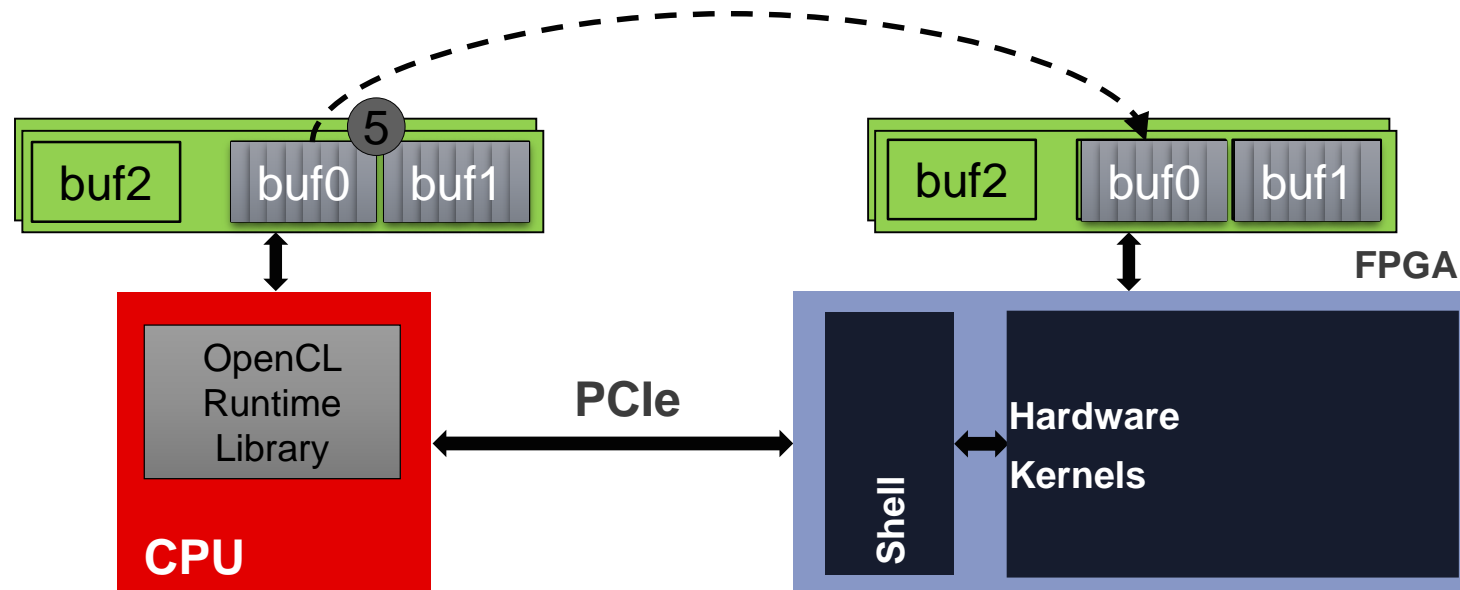 5
buf2
buf0
buf1
buf2
buf0
buf1
FPGA
OpenCL
Runtime
Library
CPU
PCIe
Shell
Hardware
Kernels